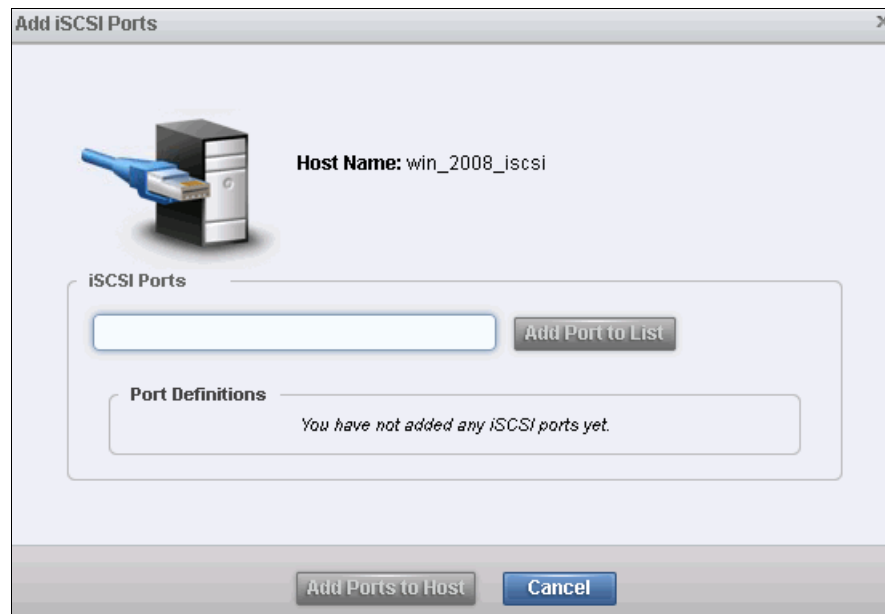 Add iSCSI Ports
Host Name: win_2008_iscsi
iSCSI Ports
Add Port to List
Port Definitions
You have not added any iSCSI ports yet.
Add Ports to Host
Cancel